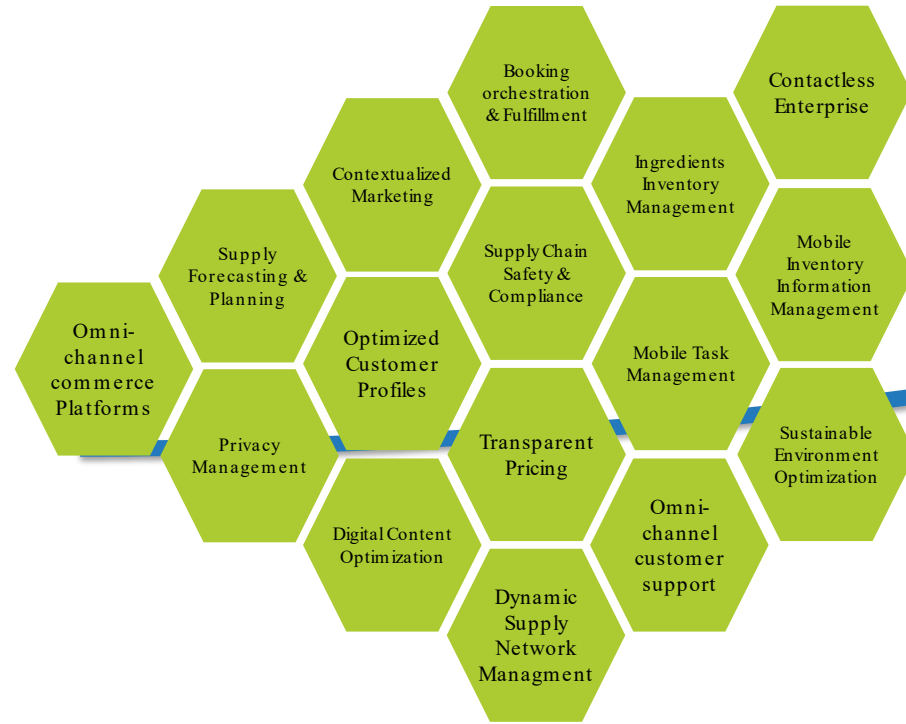 Booking
orchestration
& Fulfillment
Contactless
Enterprise
Contextualized
Marketing
Ingredients
Inventory
Management
Supply
Forecasting &
Planning
Supply Chain
Safety &
Compliance
Mobile
Inventory
Information
Management
Omni-
channel
commerce
Platforms
Optimized
Customer
Profiles
Mobile Task
Management
Privacy
Management
Transparent
Pricing
Sustainable
Environment
Optimization
Digital Content
Optimization
Omni-
channel
customer
support
Dynamic
Supply
Network
Managment